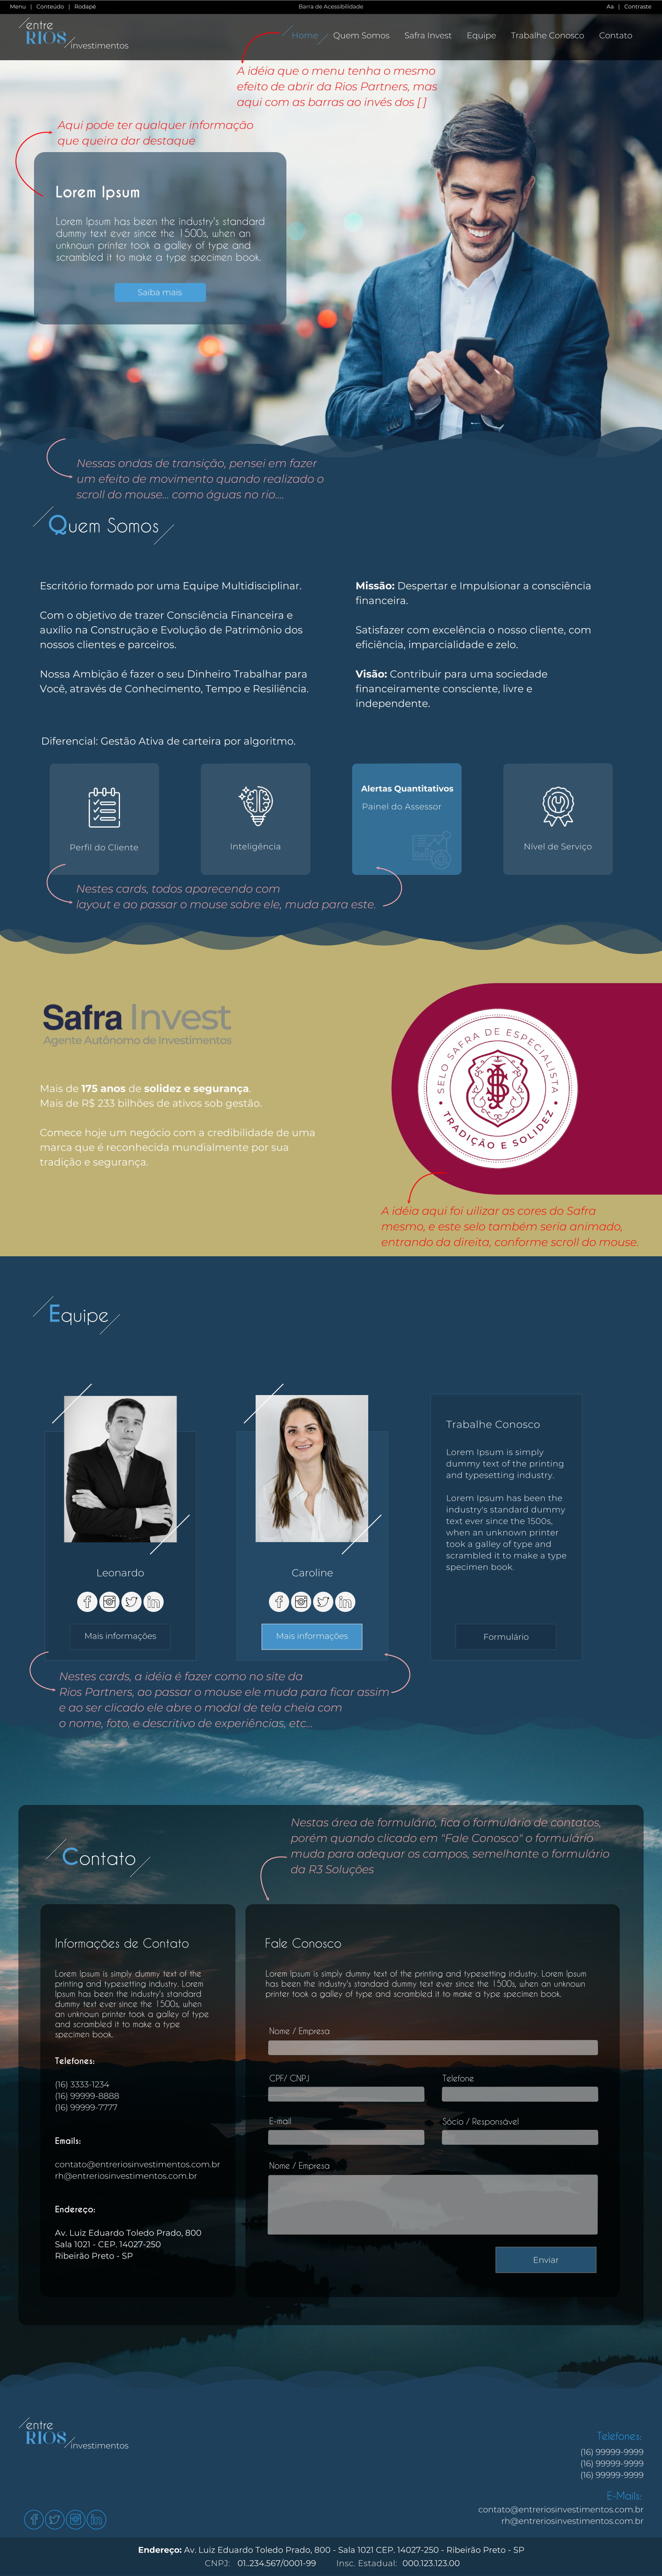 Menu | Conteúdo | Rodapé
Barra de Acessibilidade
Aa | Contraste
entre
RIOS
investimentos
Home
Quem Somos
Safra Invest
Equipe
Trabalhe Conosco
Contato
A idéia que o menu tenha o mesmo
efeito de abrir da Rios Partners, mas
aqui com as barras ao invés dos [ ]
Aqui pode ter qualquer informação
que queira dar destaque
Lorem Ipsum
Lorem Ipsum has been the industry's standard
dummy text ever since the 1500s, when an
unknown printer took a galley of type and
scrambled it to make a type specimen book.
Saiba mais
Nessas ondas de transição, pensei em fazer
um efeito de movimento quando realizado o
scroll do mouse... como águas no rio....
Quem Somos
Escritório formado por uma Equipe Multidisciplinar.
Com o objetivo de trazer Consciência Financeira e
auxílio na Construção e Evolução de Patrimônio dos
nossos clientes e parceiros.
Nossa Ambição é fazer o seu Dinheiro Trabalhar para
Você, através de Conhecimento, Tempo e Resiliência.
Missão: Despertar e Impulsionar a consciência
financeira.
Satisfazer com excelência o nosso cliente, com
eficiência, imparcialidade e zelo.
Visão: Contribuir para uma sociedade
financeiramente consciente, livre e
independente.
Diferencial: Gestão Ativa de carteira por algoritmo.
Perfil do Cliente
Inteligência
Alertas Quantitativos
Painel do Assessor
Nível de Serviço
Nestes cards, todos aparecendo com
layout e ao passar o mouse sobre ele, muda para este.
Safra Invest
Agente Autônomo de Investimentos
Mais de 175 anos de solidez e segurança.
Mais de R$ 233 bilhões de ativos sob gestão.
Comece hoje um negócio com a credibilidade de uma
marca que é reconhecida mundialmente por sua
tradição e segurança.
SELO SAFRA DE ESPECIALISTA
TRADIÇÃO E SOLIDEZ
A idéia aqui foi uilizar as cores do Safra
mesmo, e este selo também seria animado,
entrando da direita, conforme scroll do mouse.
Equipe
Leonardo
Mais informações
Caroline
Mais informações
Trabalhe Conosco
Lorem Ipsum is simply
dummy text of the printing
and typesetting industry.
Lorem Ipsum has been the
industry's standard dummy
text ever since the 1500s,
when an unknown printer
took a galley of type and
scrambled it to make a type
specimen book.
Formulário
Nestes cards, a idéia é fazer como no site da
Rios Partners, ao passar o mouse ele muda para ficar assim
e ao ser clicado ele abre o modal de tela cheia com
o nome, foto, e descritivo de experiências, etc...
Nestas área de formulário, fica o formulário de contatos,
porém quando clicado em "Fale Conosco" o formulário
muda para adequar os campos, semelhante o formulário
da R3 Soluções
Contato
Informações de Contato
Lorem Ipsum is simply dummy text of the
printing and typesetting industry. Lorem
Ipsum has been the industry's standard
dummy text ever since the 1500s, when
an unknown printer took a galley of type
and scrambled it to make a type
specimen book.
Telefones:
(16) 3333-1234
(16) 99999-8888
(16) 99999-7777
Emails:
contato@entreriosinvestimentos.com.br
rh@entreriosinvestimentos.com.br
Endereço:
Av. Luiz Eduardo Toledo Prado, 800
Sala 1021 - CEP. 14027-250
Ribeirão Preto - SP
Fale Conosco
Lorem Ipsum is simply dummy text of the printing and typesetting industry. Lorem Ipsum
has been the industry's standard dummy text ever since the 1500s, when an unknown
printer took a galley of type and scrambled it to make a type specimen book.
Nome / Empresa
CPF/ CNPJ
Telefone
E-mail
Sócio / Responsável
Nome / Empresa
Enviar
entre
RIOS
investimentos
Telefones:
(16) 99999-9999
(16) 99999-9999
(16) 99999-9999
E-Mails:
contato@entreriosinvestimentos.com.br
rh@entreriosinvestimentos.com.br
Endereço: Av. Luiz Eduardo Toledo Prado, 800 - Sala 1021 CEP. 14027-250 - Ribeirão Preto - SP
CNPJ: 01..234.567/0001-99 Insc. Estadual: 000.123.123.00